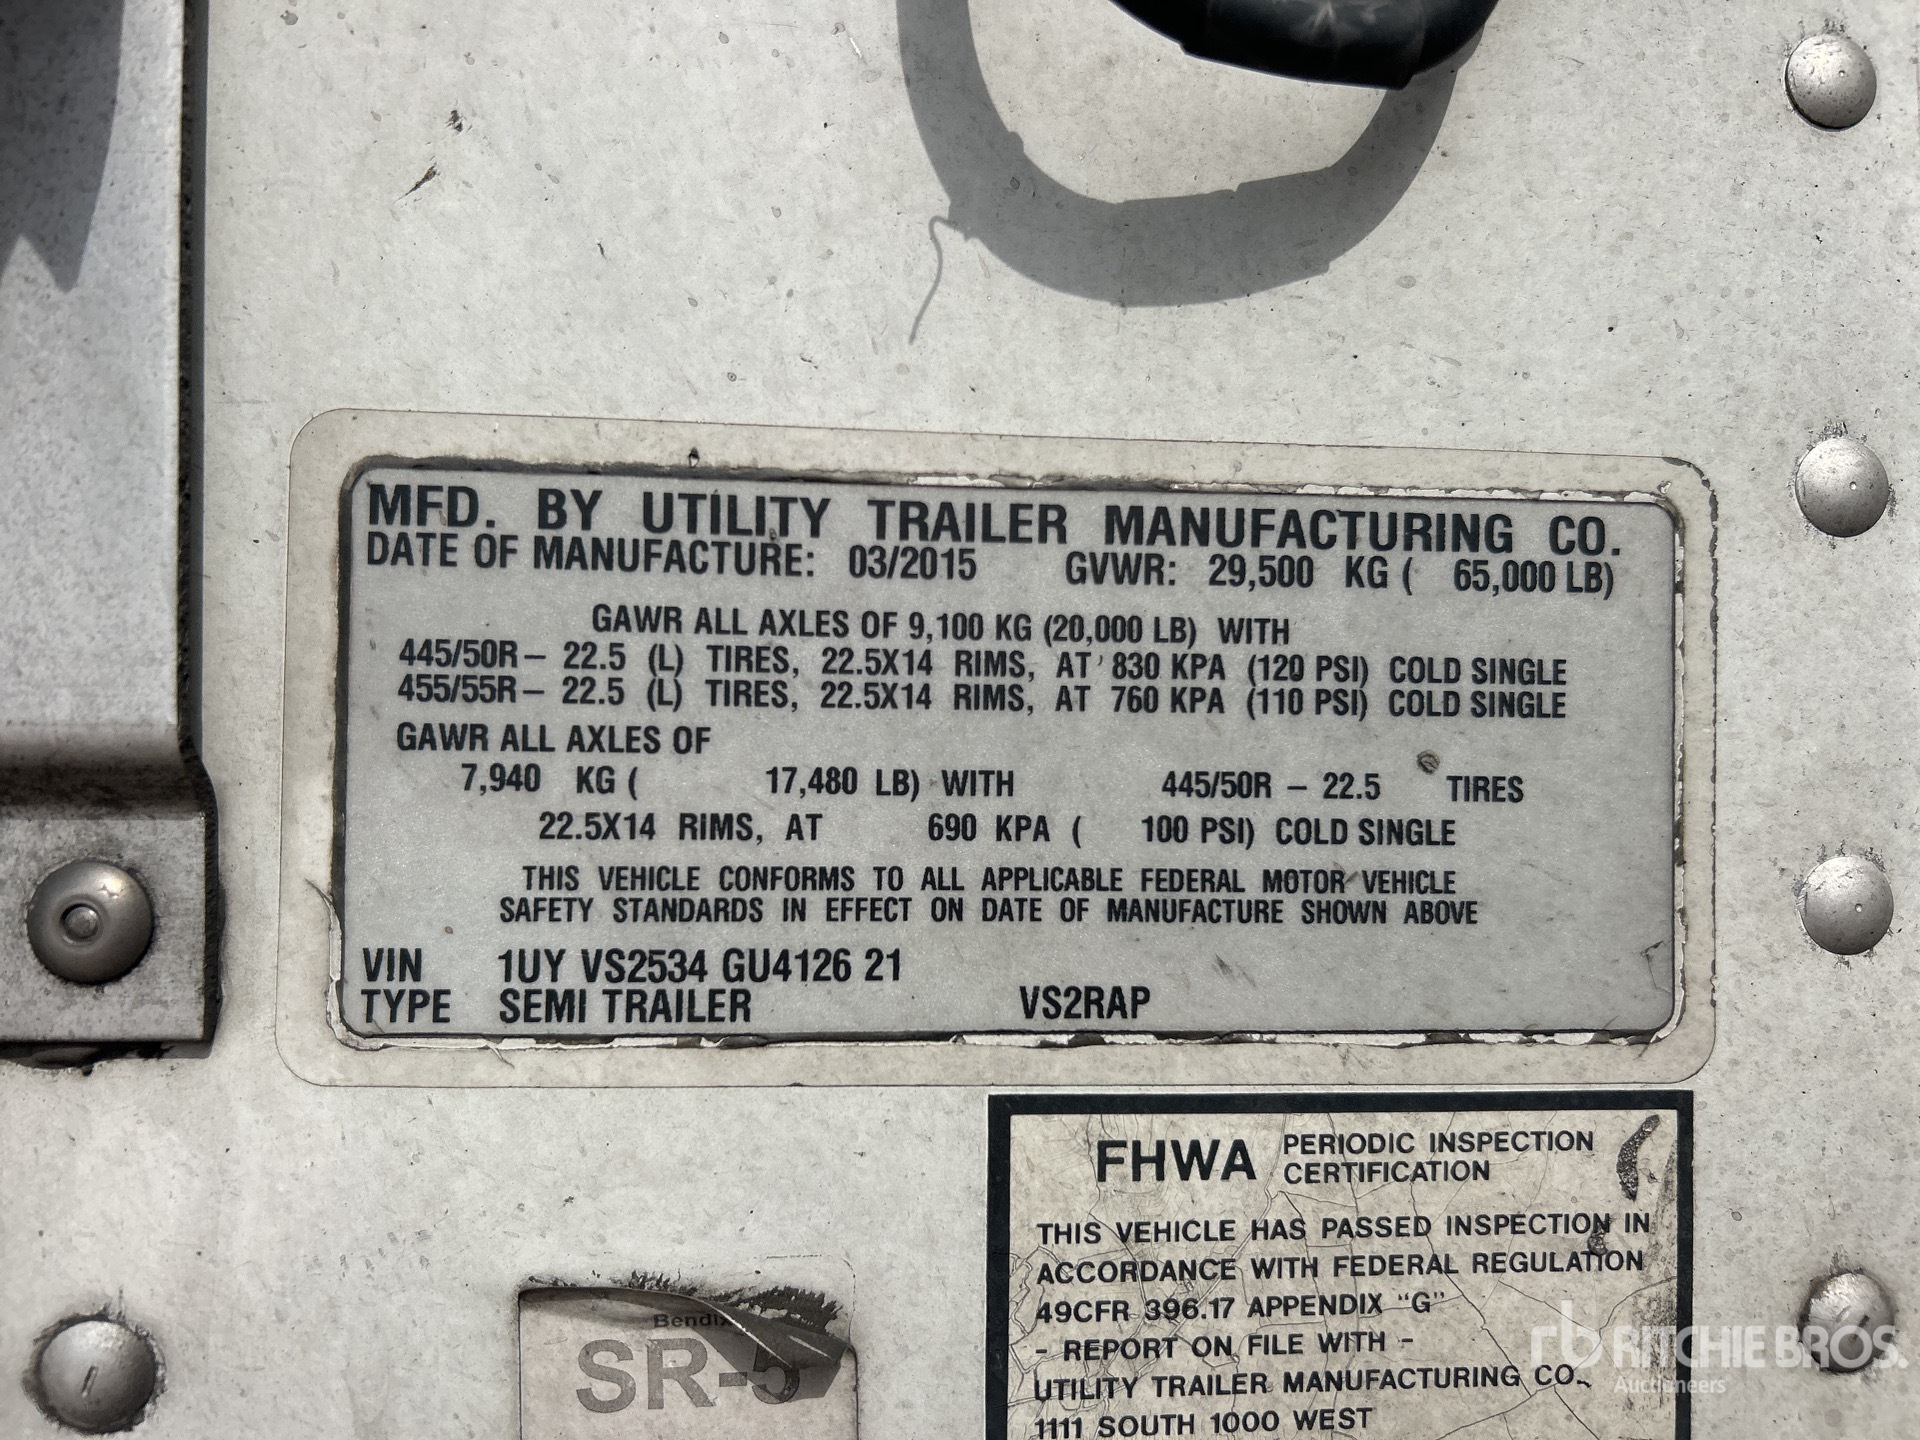 MFD. BY UTILITY TRAILER MANUFACTURING CO.
DATE OF MANUFACTURE: 03/2015 GVWR: 29,500 KG ( 65,000 LB)
GAWR ALL AXLES OF 9,100 KG (20,000 LB) WITH
445/50R– 22.5 (L) TIRES, 22.5X14 RIMS, AT 830 KPA (120 PSI) COLD SINGLE
455/55R– 22.5 (L) TIRES, 22.5X14 RIMS, AT 760 KPA (110 PSI) COLD SINGLE
GAWR ALL AXLES OF
7,940 KG ( 17,480 LB) WITH 445/50R – 22.5 TIRES
22.5X14 RIMS, AT 690 KPA ( 100 PSI) COLD SINGLE
THIS VEHICLE CONFORMS TO ALL APPLICABLE FEDERAL MOTOR VEHICLE
SAFETY STANDARDS IN EFFECT ON DATE OF MANUFACTURE SHOWN ABOVE
VIN 1UY VS2534 GU4126 21
TYPE SEMI TRAILER VS2RAP
FHWA PERIODIC INSPECTION
CERTIFICATION
THIS VEHICLE HAS PASSED INSPECTION IN
ACCORDANCE WITH FEDERAL REGULATION
49CFR 396.17 APPENDIX "G"
- REPORT ON FILE WITH -
UTILITY TRAILER MANUFACTURING CO.
1111 SOUTH 1000 WEST
Bendix
SR-5
rb RITCHIE BROS.
Auctioneers